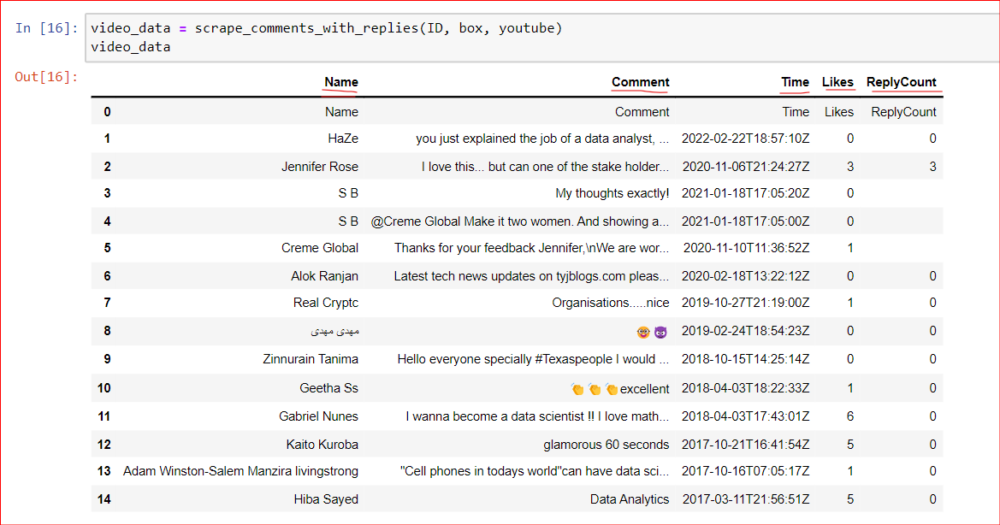 In [16]: video_data = scrape_comments_with_replies(ID, box, youtube)
video_data
Out[16]:
Name Comment Time Likes ReplyCount
0 Name Comment Time Likes ReplyCount
1 HaZe you just explained the job of a data analyst, ... 2022-02-22T18:57:10Z 0 0
2 Jennifer Rose I love this... but can one of the stake holder... 2020-11-06T21:24:27Z 3 3
3 S B My thoughts exactly! 2021-01-18T17:05:20Z 0
4 S B @Creme Global Make it two women. And showing a... 2021-01-18T17:05:00Z 0
5 Creme Global Thanks for your feedback Jennifer,\nWe are wor... 2020-11-10T11:36:52Z 1
6 Alok Ranjan Latest tech news updates on tyjblogs.com pleas... 2020-02-18T13:22:12Z 0 0
7 Real Cryptc Organisations.....nice 2019-10-27T21:19:00Z 1 0
8 مهدی مهدی 🤓 😈 2019-02-24T18:54:23Z 0 0
9 Zinnurain Tanima Hello everyone specially #Texaspeople I would ... 2018-10-15T14:25:14Z 0 0
10 Geetha Ss 👏 👏 👏 excellent 2018-04-03T18:22:33Z 1 0
11 Gabriel Nunes I wanna become a data scientist !! I love math... 2018-04-03T17:43:01Z 6 0
12 Kaito Kuroba glamorous 60 seconds 2017-10-21T16:41:54Z 5 0
13 Adam Winston-Salem Manzira livingstrong "Cell phones in todays world"can have data sci... 2017-10-16T07:05:17Z 1 0
14 Hiba Sayed Data Analytics 2017-03-11T21:56:51Z 5 0